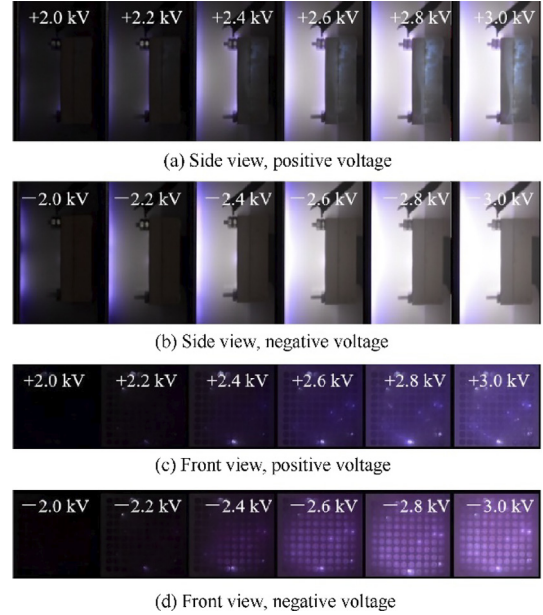 +2.0 kV +2.2 kV +2.4 kV +2.6 kV +2.8 kV +3.0 kV
(a) Side view, positive voltage
−2.0 kV −2.2 kV −2.4 kV −2.6 kV −2.8 kV −3.0 kV
(b) Side view, negative voltage
+2.0 kV +2.2 kV +2.4 kV +2.6 kV +2.8 kV +3.0 kV
(c) Front view, positive voltage
−2.0 kV −2.2 kV −2.4 kV −2.6 kV −2.8 kV −3.0 kV
(d) Front view, negative voltage